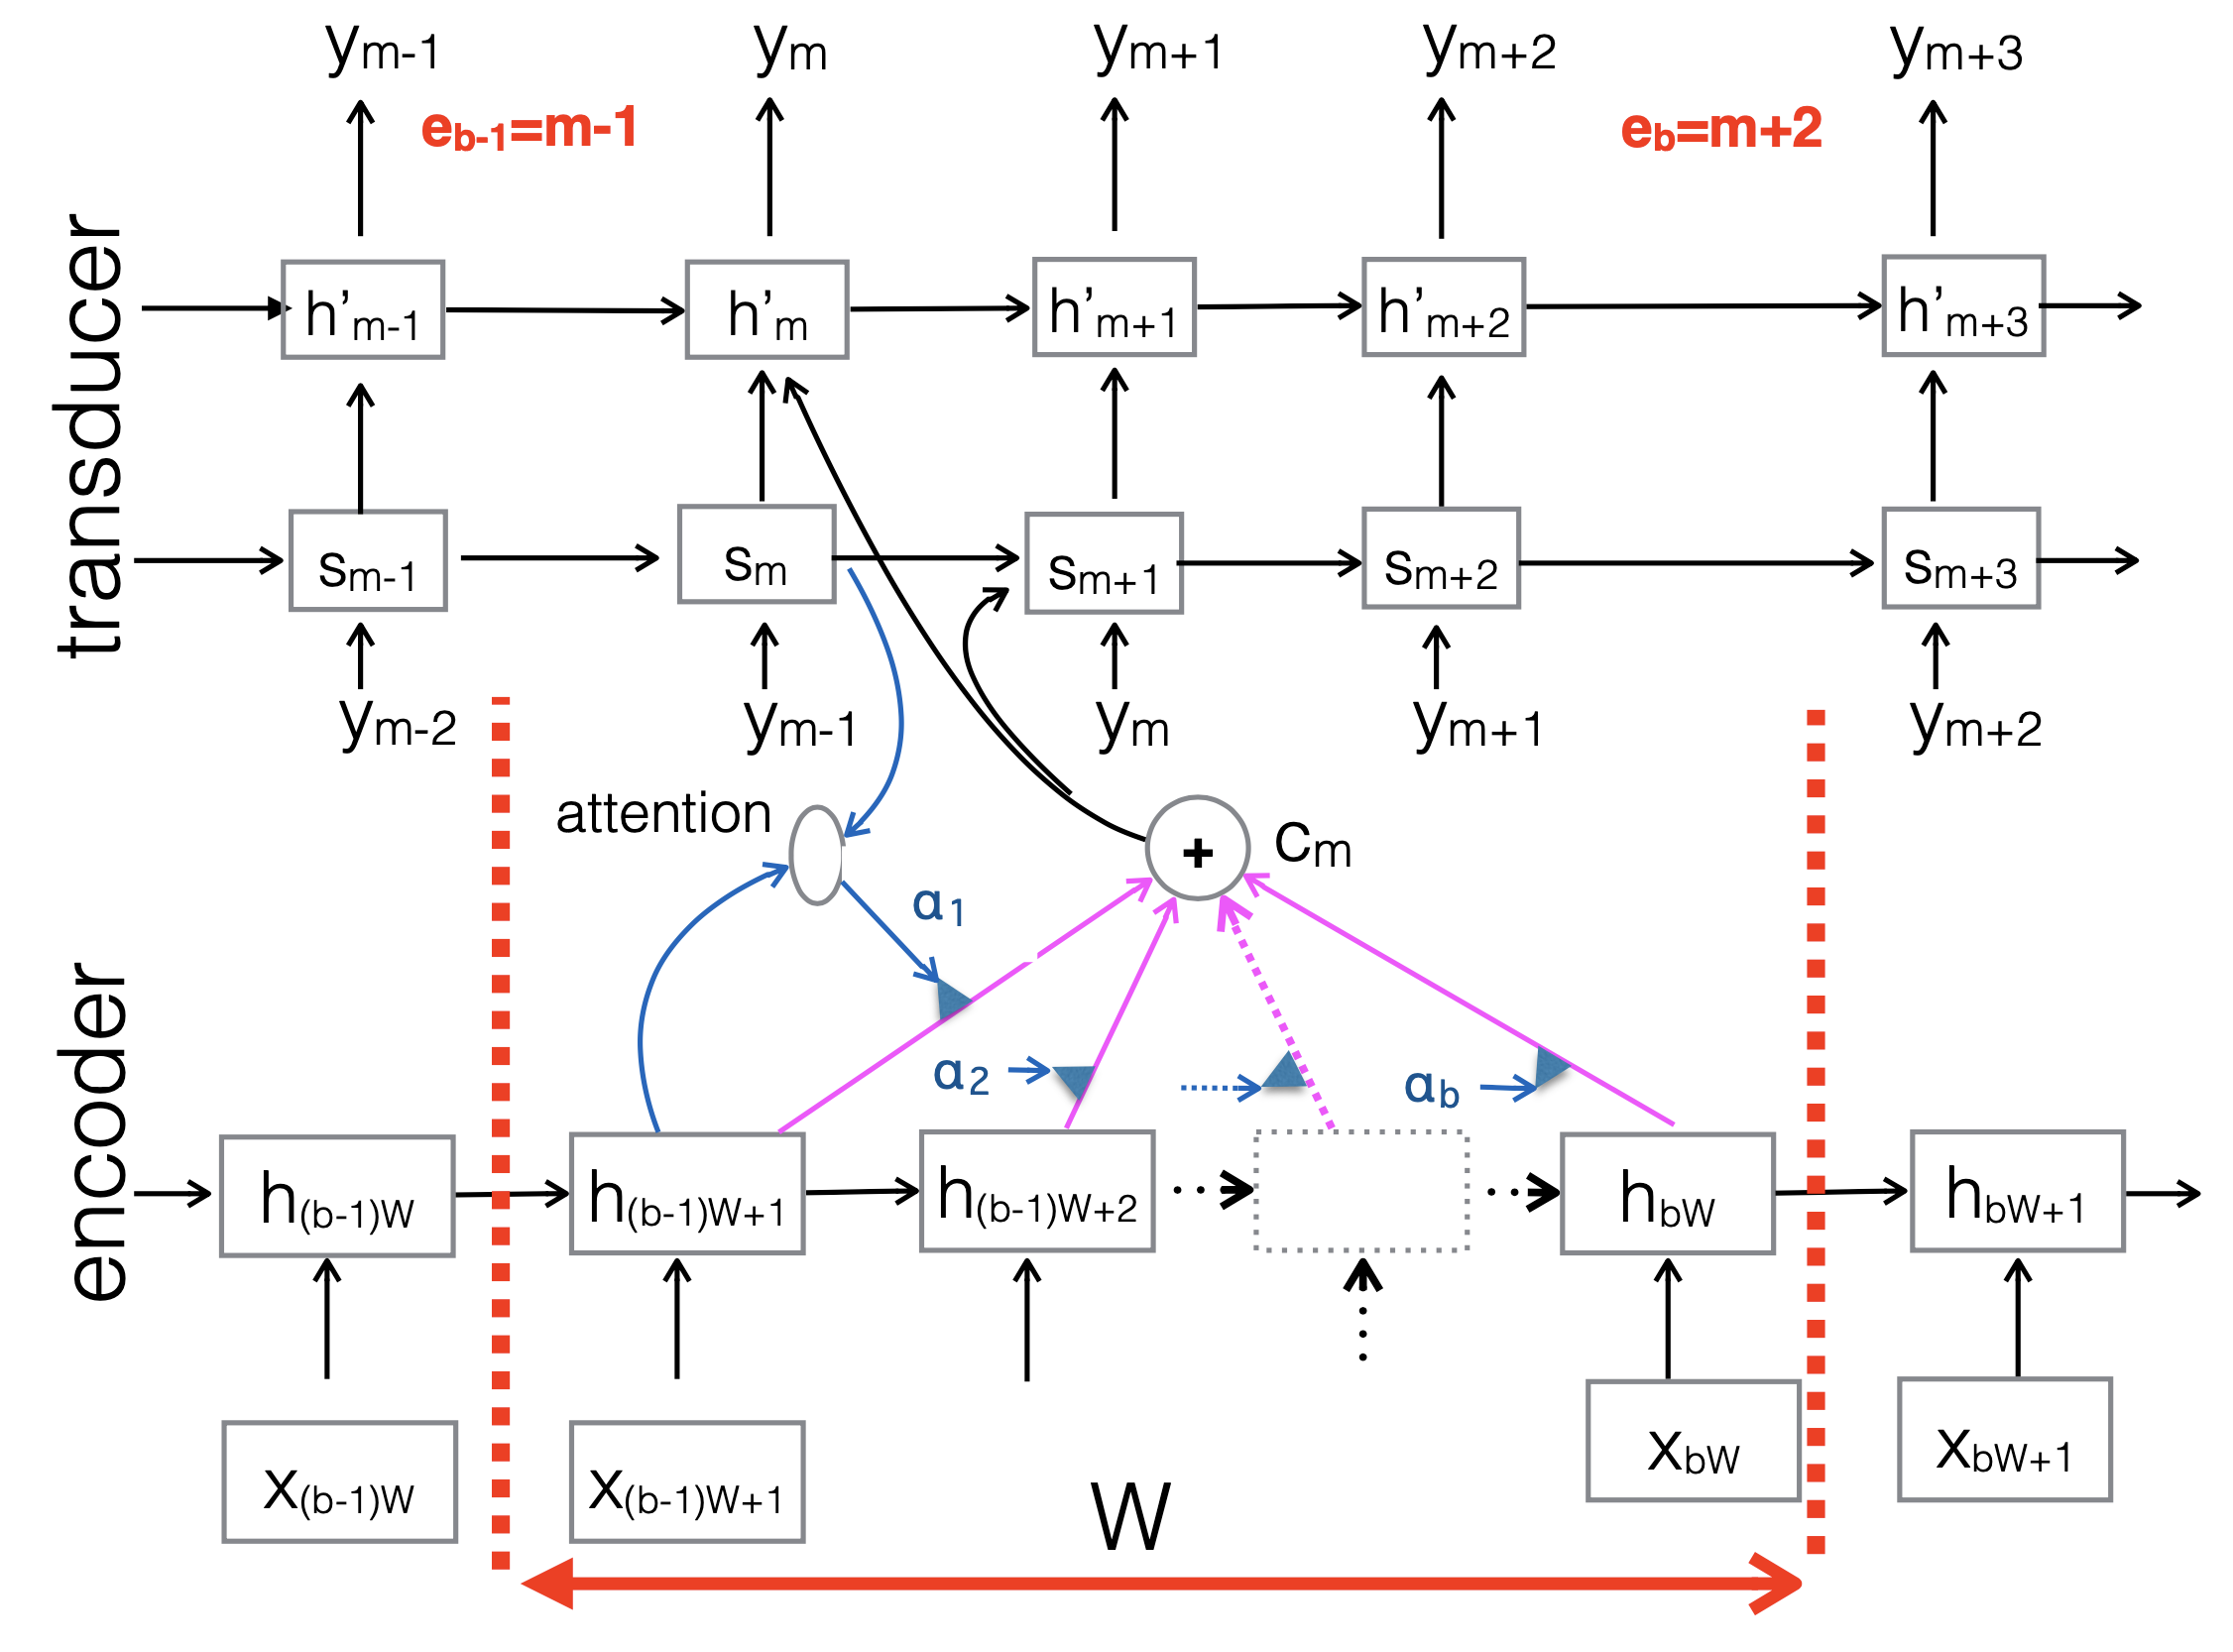 y_{m-1} y_m y_{m+1} y_{m+2} y_{m+3}
e_{b-1}=m-1 e_b=m+2
transducer
h'_{m-1} h'_m h'_{m+1} h'_{m+2} h'_{m+3}
s_{m-1} s_m s_{m+1} s_{m+2} s_{m+3}
y_{m-2} y_{m-1} y_m y_{m+1} y_{m+2}
attention
+ c_m
α_1
α_2 α_b
encoder
h_{(b-1)W} h_{(b-1)W+1} h_{(b-1)W+2} h_{bW} h_{bW+1}
x_{(b-1)W} x_{(b-1)W+1} x_{bW} x_{bW+1}
W